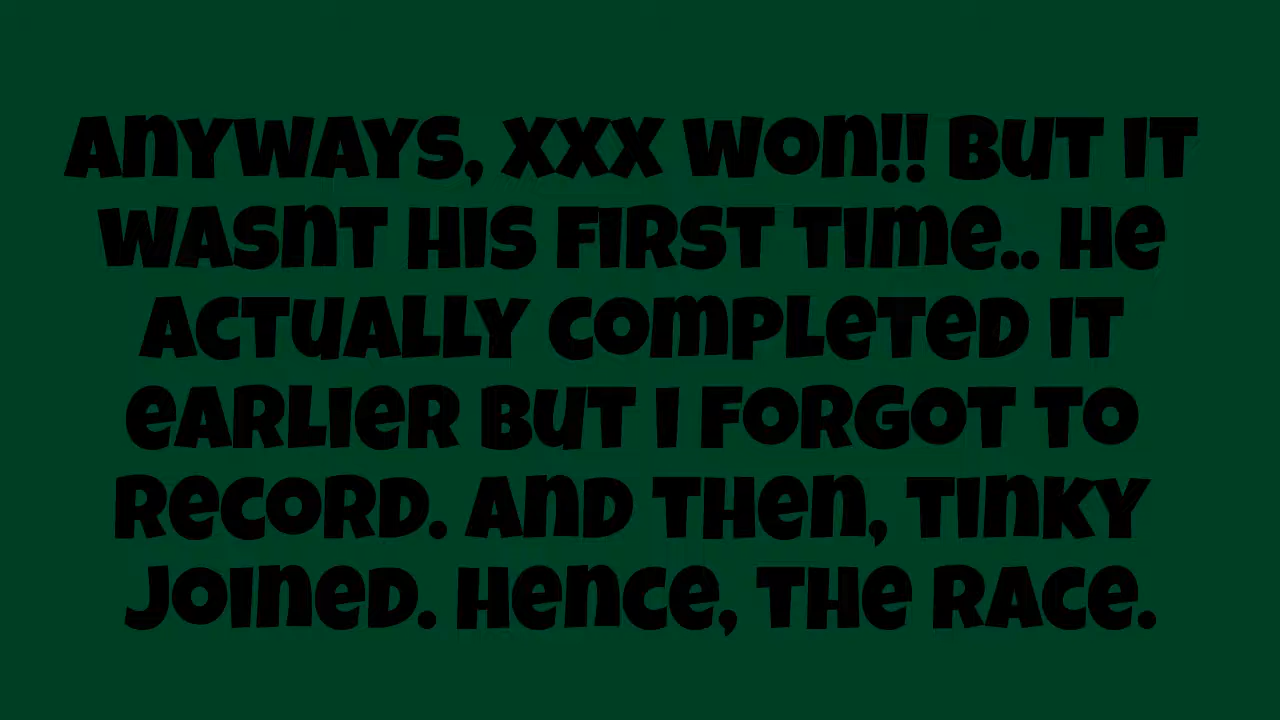 ANYWAYS, XXX WON!! BUT IT
WASNT HIS FIRST TIME.. HE
ACTUALLY COMPLETED IT
EARLIER BUT I FORGOT TO
RECORD. AND THEN, TINKY
JOINED. HENCE, THE RACE.